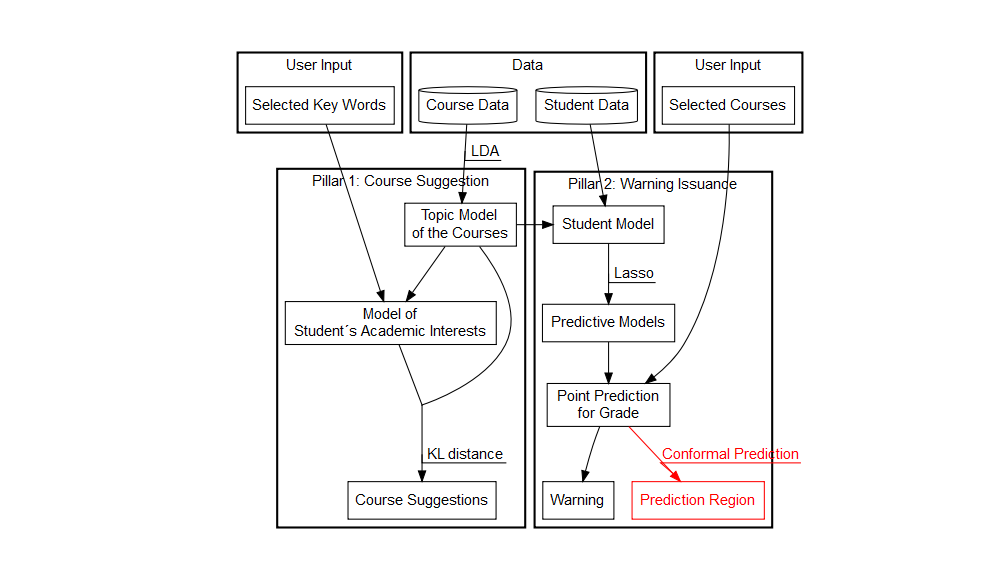 User Input
Data
User Input
Selected Key Words
Course Data
Student Data
Selected Courses
LDA
Pillar 1: Course Suggestion
Pillar 2: Warning Issuance
Topic Model
of the Courses
Student Model
Lasso
Model of
Student´s Academic Interests
Predictive Models
Point Prediction
for Grade
KL distance
Conformal Prediction
Course Suggestions
Warning
Prediction Region